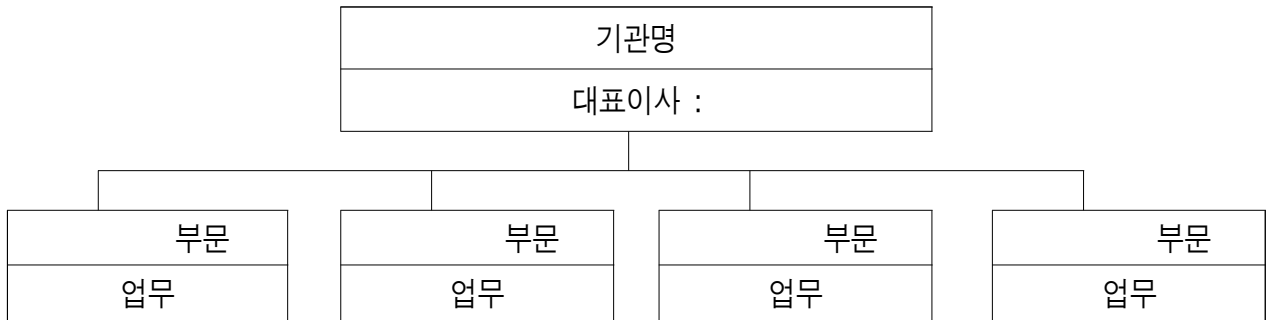 기관명
대표이사 :
부문 부문 부문 부문
업무 업무 업무 업무